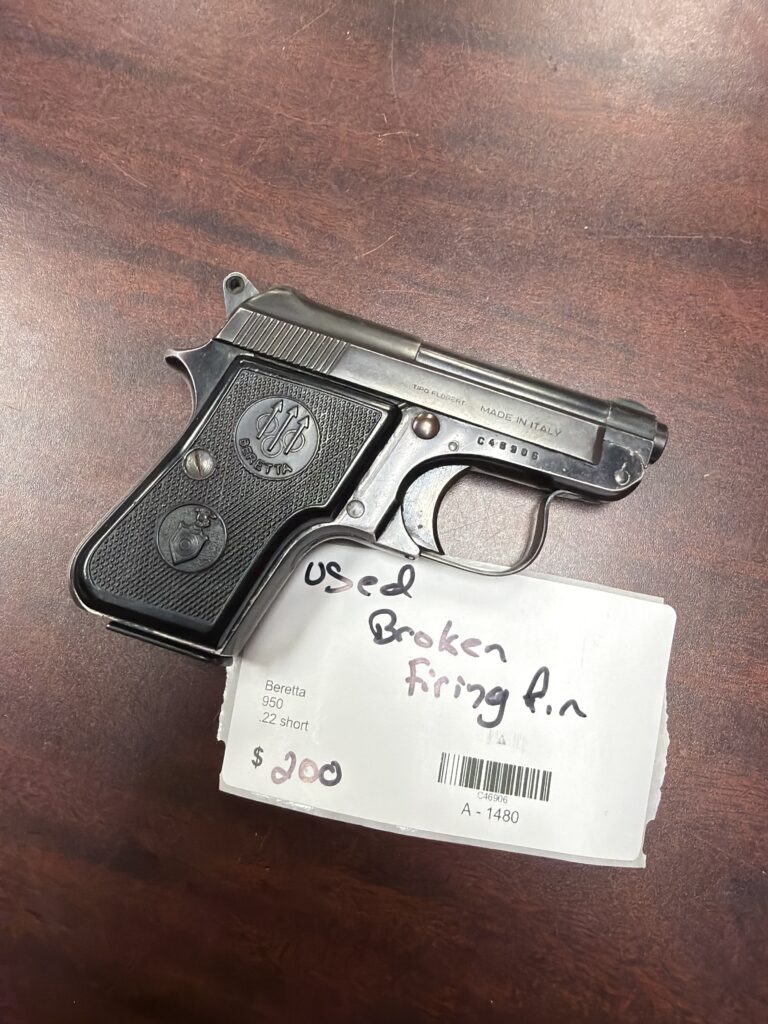 TIPO FLOBERT MADE IN ITALY
C46906
BERETTA
used
Broken
firing Pin
Beretta
950
.22 short
$ 200
C46906
A - 1480